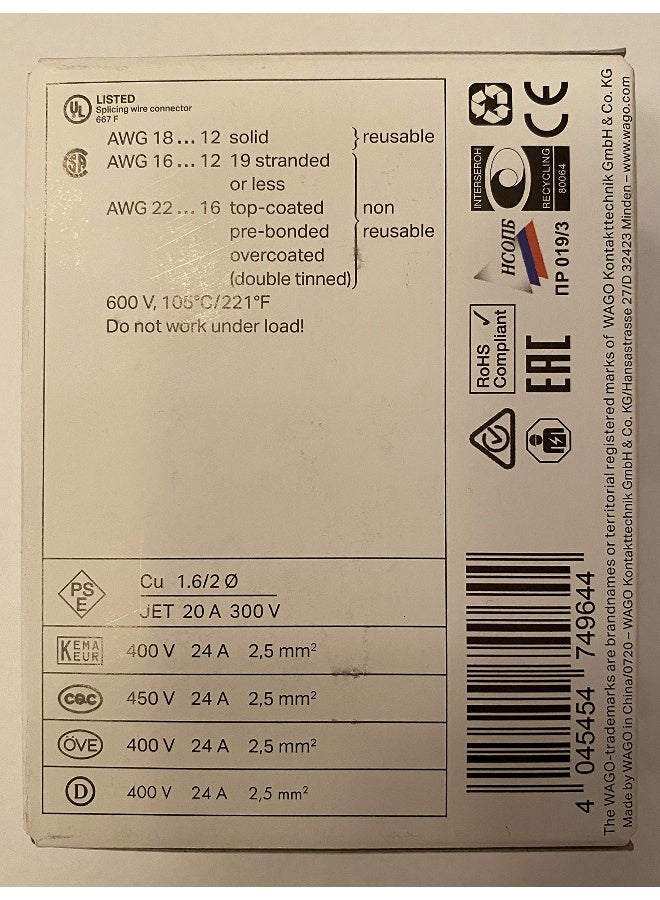 UL LISTED
Splicing wire connector
667 F
AWG 18 ... 12 solid } reusable
AWG 16 ... 12 19 stranded
or less
AWG 22 ... 16 top-coated non
pre-bonded reusable
overcoated
(double tinned)
600 V, 105°C/221°F
Do not work under load!
PS
E
Cu 1.6/2 Ø
JET 20 A 300 V
KEMA
EUR
400 V 24 A 2,5 mm²
CQC 450 V 24 A 2,5 mm²
ÖVE 400 V 24 A 2,5 mm²
D 400 V 24 A 2,5 mm²
CE
INTERSEROH
RECYCLING
80064
НСОПБ
ПР 019/3
RoHS
Compliant
EAC
4 045454 749644
The WAGO-trademarks are brandnames or territorial registered marks of WAGO Kontakttechnik GmbH & Co. KG
Made by WAGO in China/0720 – WAGO Kontakttechnik GmbH & Co. KG/Hansastrasse 27/D 32423 Minden – www.wago.com